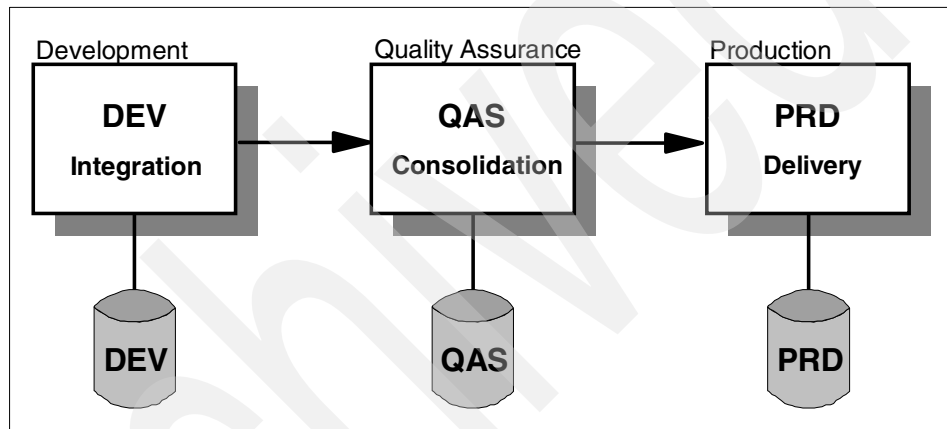 Development
Quality Assurance
Production
DEV
Integration
QAS
Consolidation
PRD
Delivery
DEV
QAS
PRD